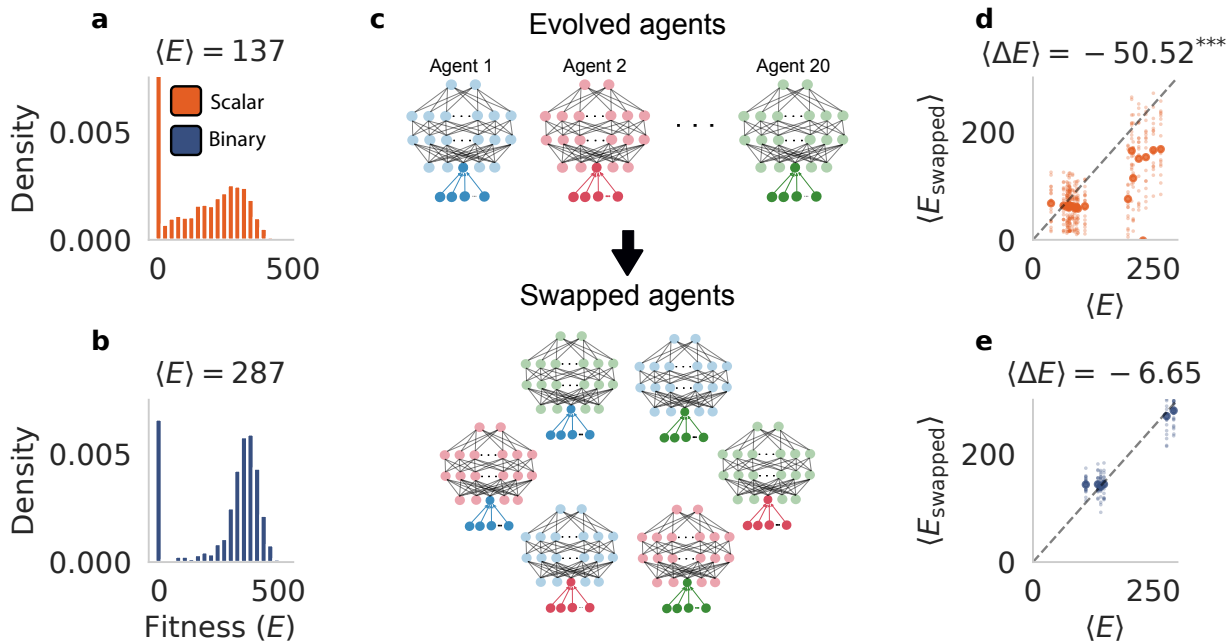 a
⟨E⟩ = 137
Density
0.005
0.000
Scalar
Binary
0
500
b
⟨E⟩ = 287
Density
0.005
0.000
0
500
Fitness (E)
c
Evolved agents
Agent 1
Agent 2
Agent 20
. . .
Swapped agents
d
⟨ΔE⟩ = − 50.52***
⟨E_swapped⟩
200
0
0
250
⟨E⟩
e
⟨ΔE⟩ = − 6.65
⟨E_swapped⟩
200
0
0
250
⟨E⟩